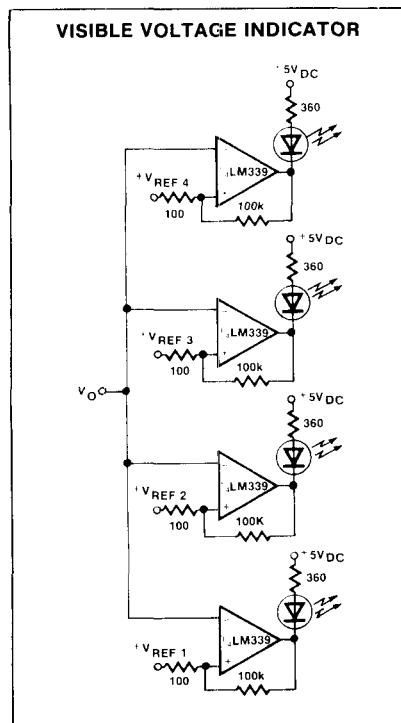 VISIBLE VOLTAGE INDICATOR
+5VDC
360
LM339
+VREF 4
100
100k
+5VDC
360
LM339
+VREF 3
100
100k
VO
+5VDC
360
LM339
+VREF 2
100
100K
+5VDC
360
LM339
+VREF 1
100
100k